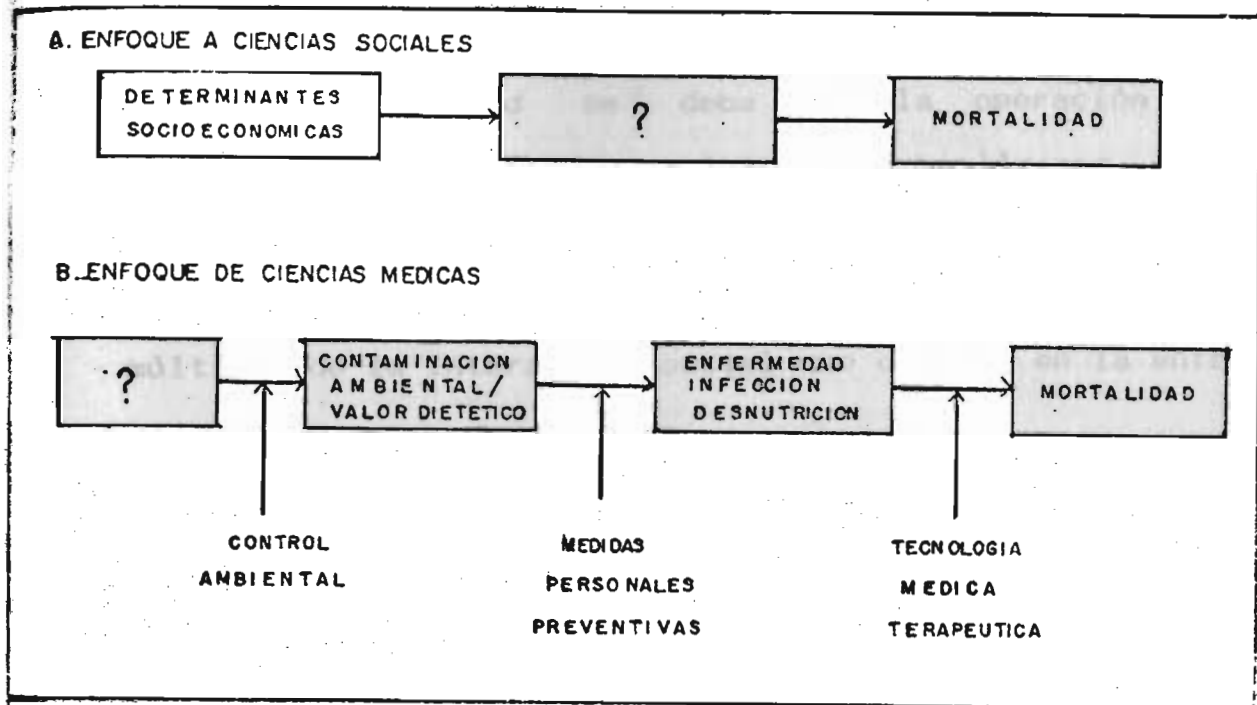 A. ENFOQUE A CIENCIAS SOCIALES
DETERMINANTES
SOCIOECONOMICAS
?
MORTALIDAD
B. ENFOQUE DE CIENCIAS MEDICAS
?
CONTAMINACION
AMBIENTAL/
VALOR DIETETICO
ENFERMEDAD
INFECCION
DESNUTRICION
MORTALIDAD
CONTROL
AMBIENTAL
MEDIDAS
PERSONALES
PREVENTIVAS
TECNOLOGIA
MEDICA
TERAPEUTICA